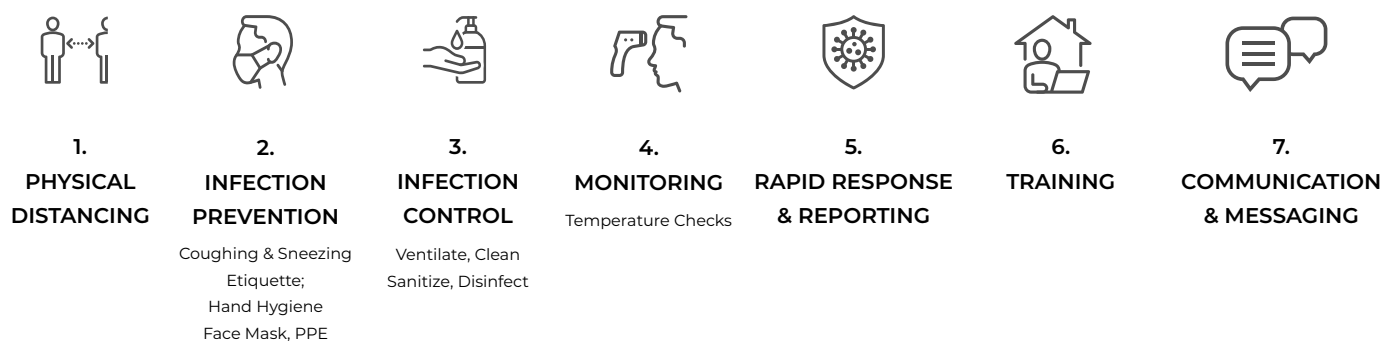 1.
PHYSICAL
DISTANCING
2.
INFECTION
PREVENTION
Coughing & Sneezing
Etiquette;
Hand Hygiene
Face Mask, PPE
3.
INFECTION
CONTROL
Ventilate, Clean
Sanitize, Disinfect
4.
MONITORING
Temperature Checks
5.
RAPID RESPONSE
& REPORTING
6.
TRAINING
7.
COMMUNICATION
& MESSAGING